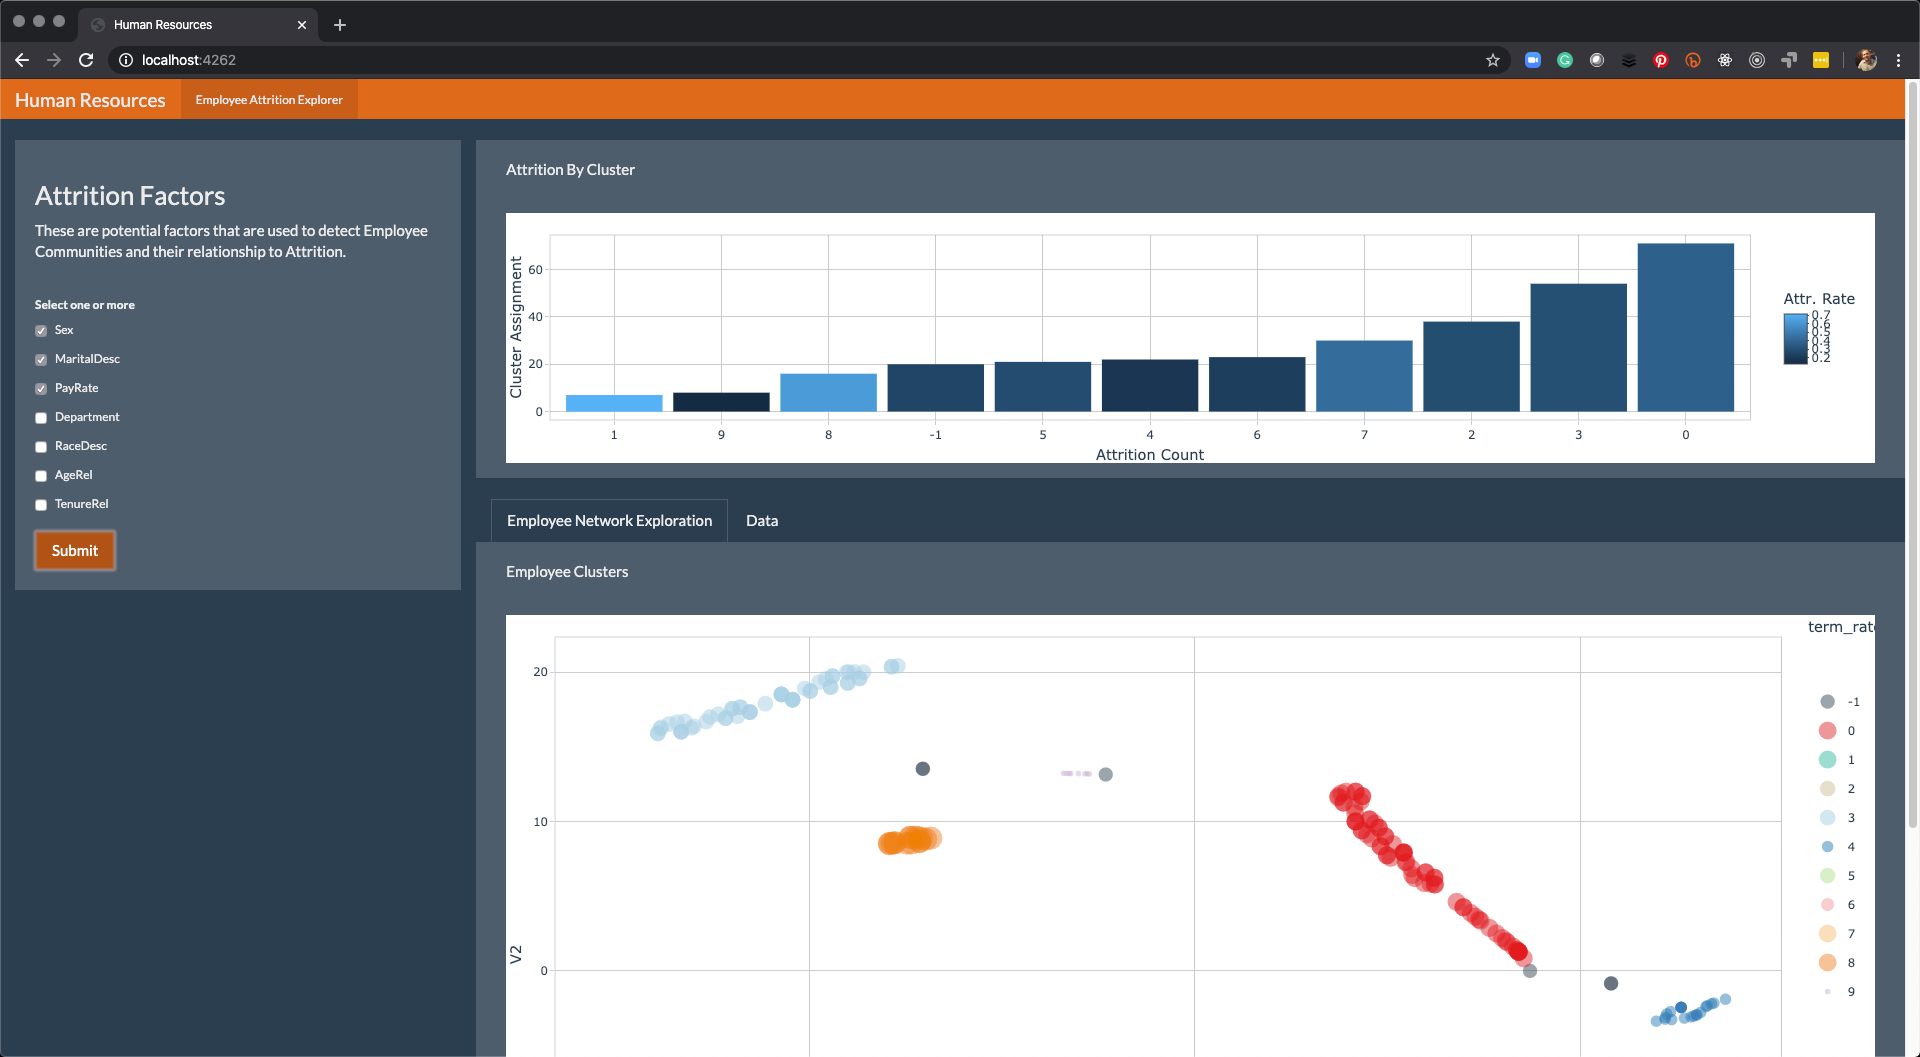 Human Resources
localhost:4262
Human Resources
Employee Attrition Explorer
Attrition Factors
These are potential factors that are used to detect Employee
Communities and their relationship to Attrition.
Select one or more
Sex
MaritalDesc
PayRate
Department
RaceDesc
AgeRel
TenureRel
Submit
Attrition By Cluster
Cluster Assignment
60
40
20
0
1 9 8 -1 5 4 6 7 2 3 0
Attrition Count
Attr. Rate
0.7
0.6
0.5
0.4
0.3
0.2
Employee Network Exploration
Data
Employee Clusters
V2
20
10
0
term_rat
-1
0
1
2
3
4
5
6
7
8
9